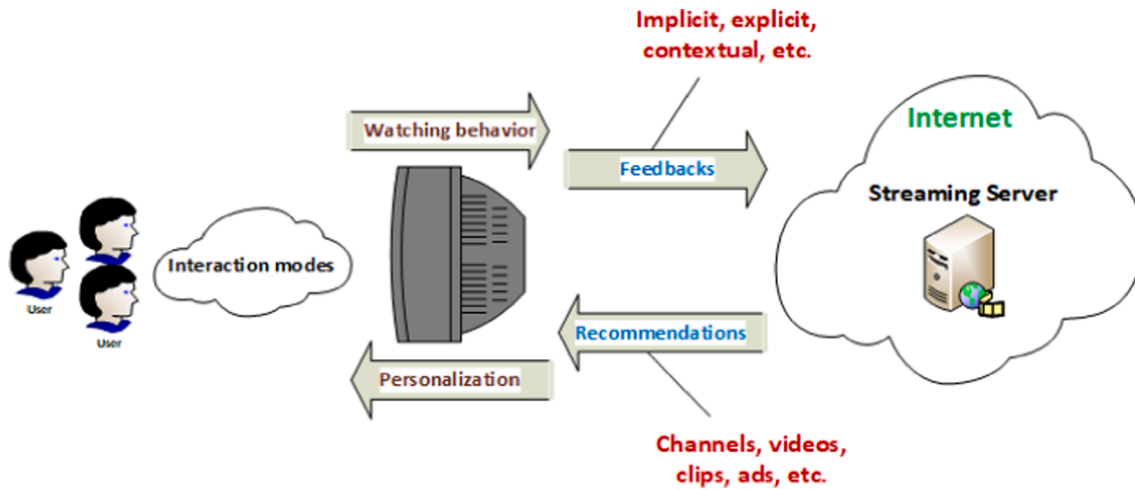 Implicit, explicit,
contextual, etc.
Watching behavior
Feedbacks
Internet
Streaming Server
Interaction modes
User
User
Recommendations
Personalization
Channels, videos,
clips, ads, etc.